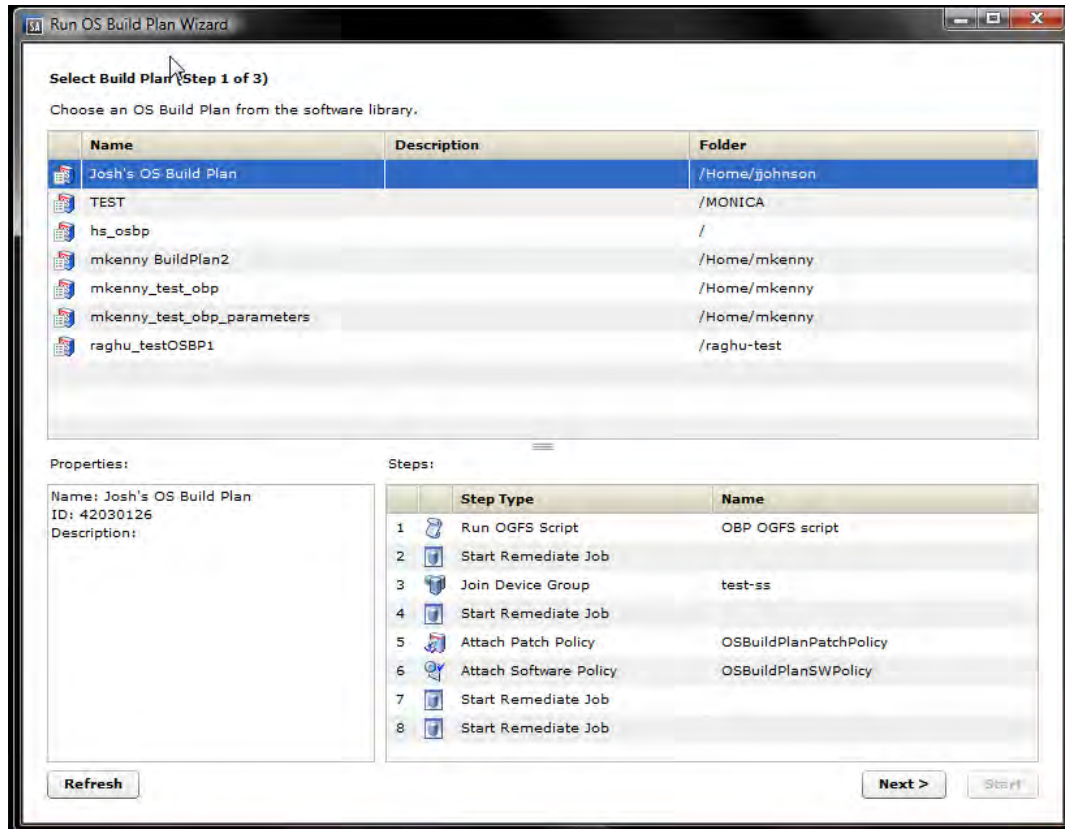 SA Run OS Build Plan Wizard
Select Build Plan (Step 1 of 3)
Choose an OS Build Plan from the software library.
Name Description Folder
Josh's OS Build Plan /Home/jjohnson
TEST /MONICA
hs_osbp /
mkenny BuildPlan2 /Home/mkenny
mkenny_test_obp /Home/mkenny
mkenny_test_obp_parameters /Home/mkenny
raghu_testOSBP1 /raghu-test
Properties: Steps:
Name: Josh's OS Build Plan
ID: 42030126
Description:
Step Type Name
1 Run OGFS Script OBP OGFS script
2 Start Remediate Job
3 Join Device Group test-ss
4 Start Remediate Job
5 Attach Patch Policy OSBuildPlanPatchPolicy
6 Attach Software Policy OSBuildPlanSWPolicy
7 Start Remediate Job
8 Start Remediate Job
Refresh Next > Start